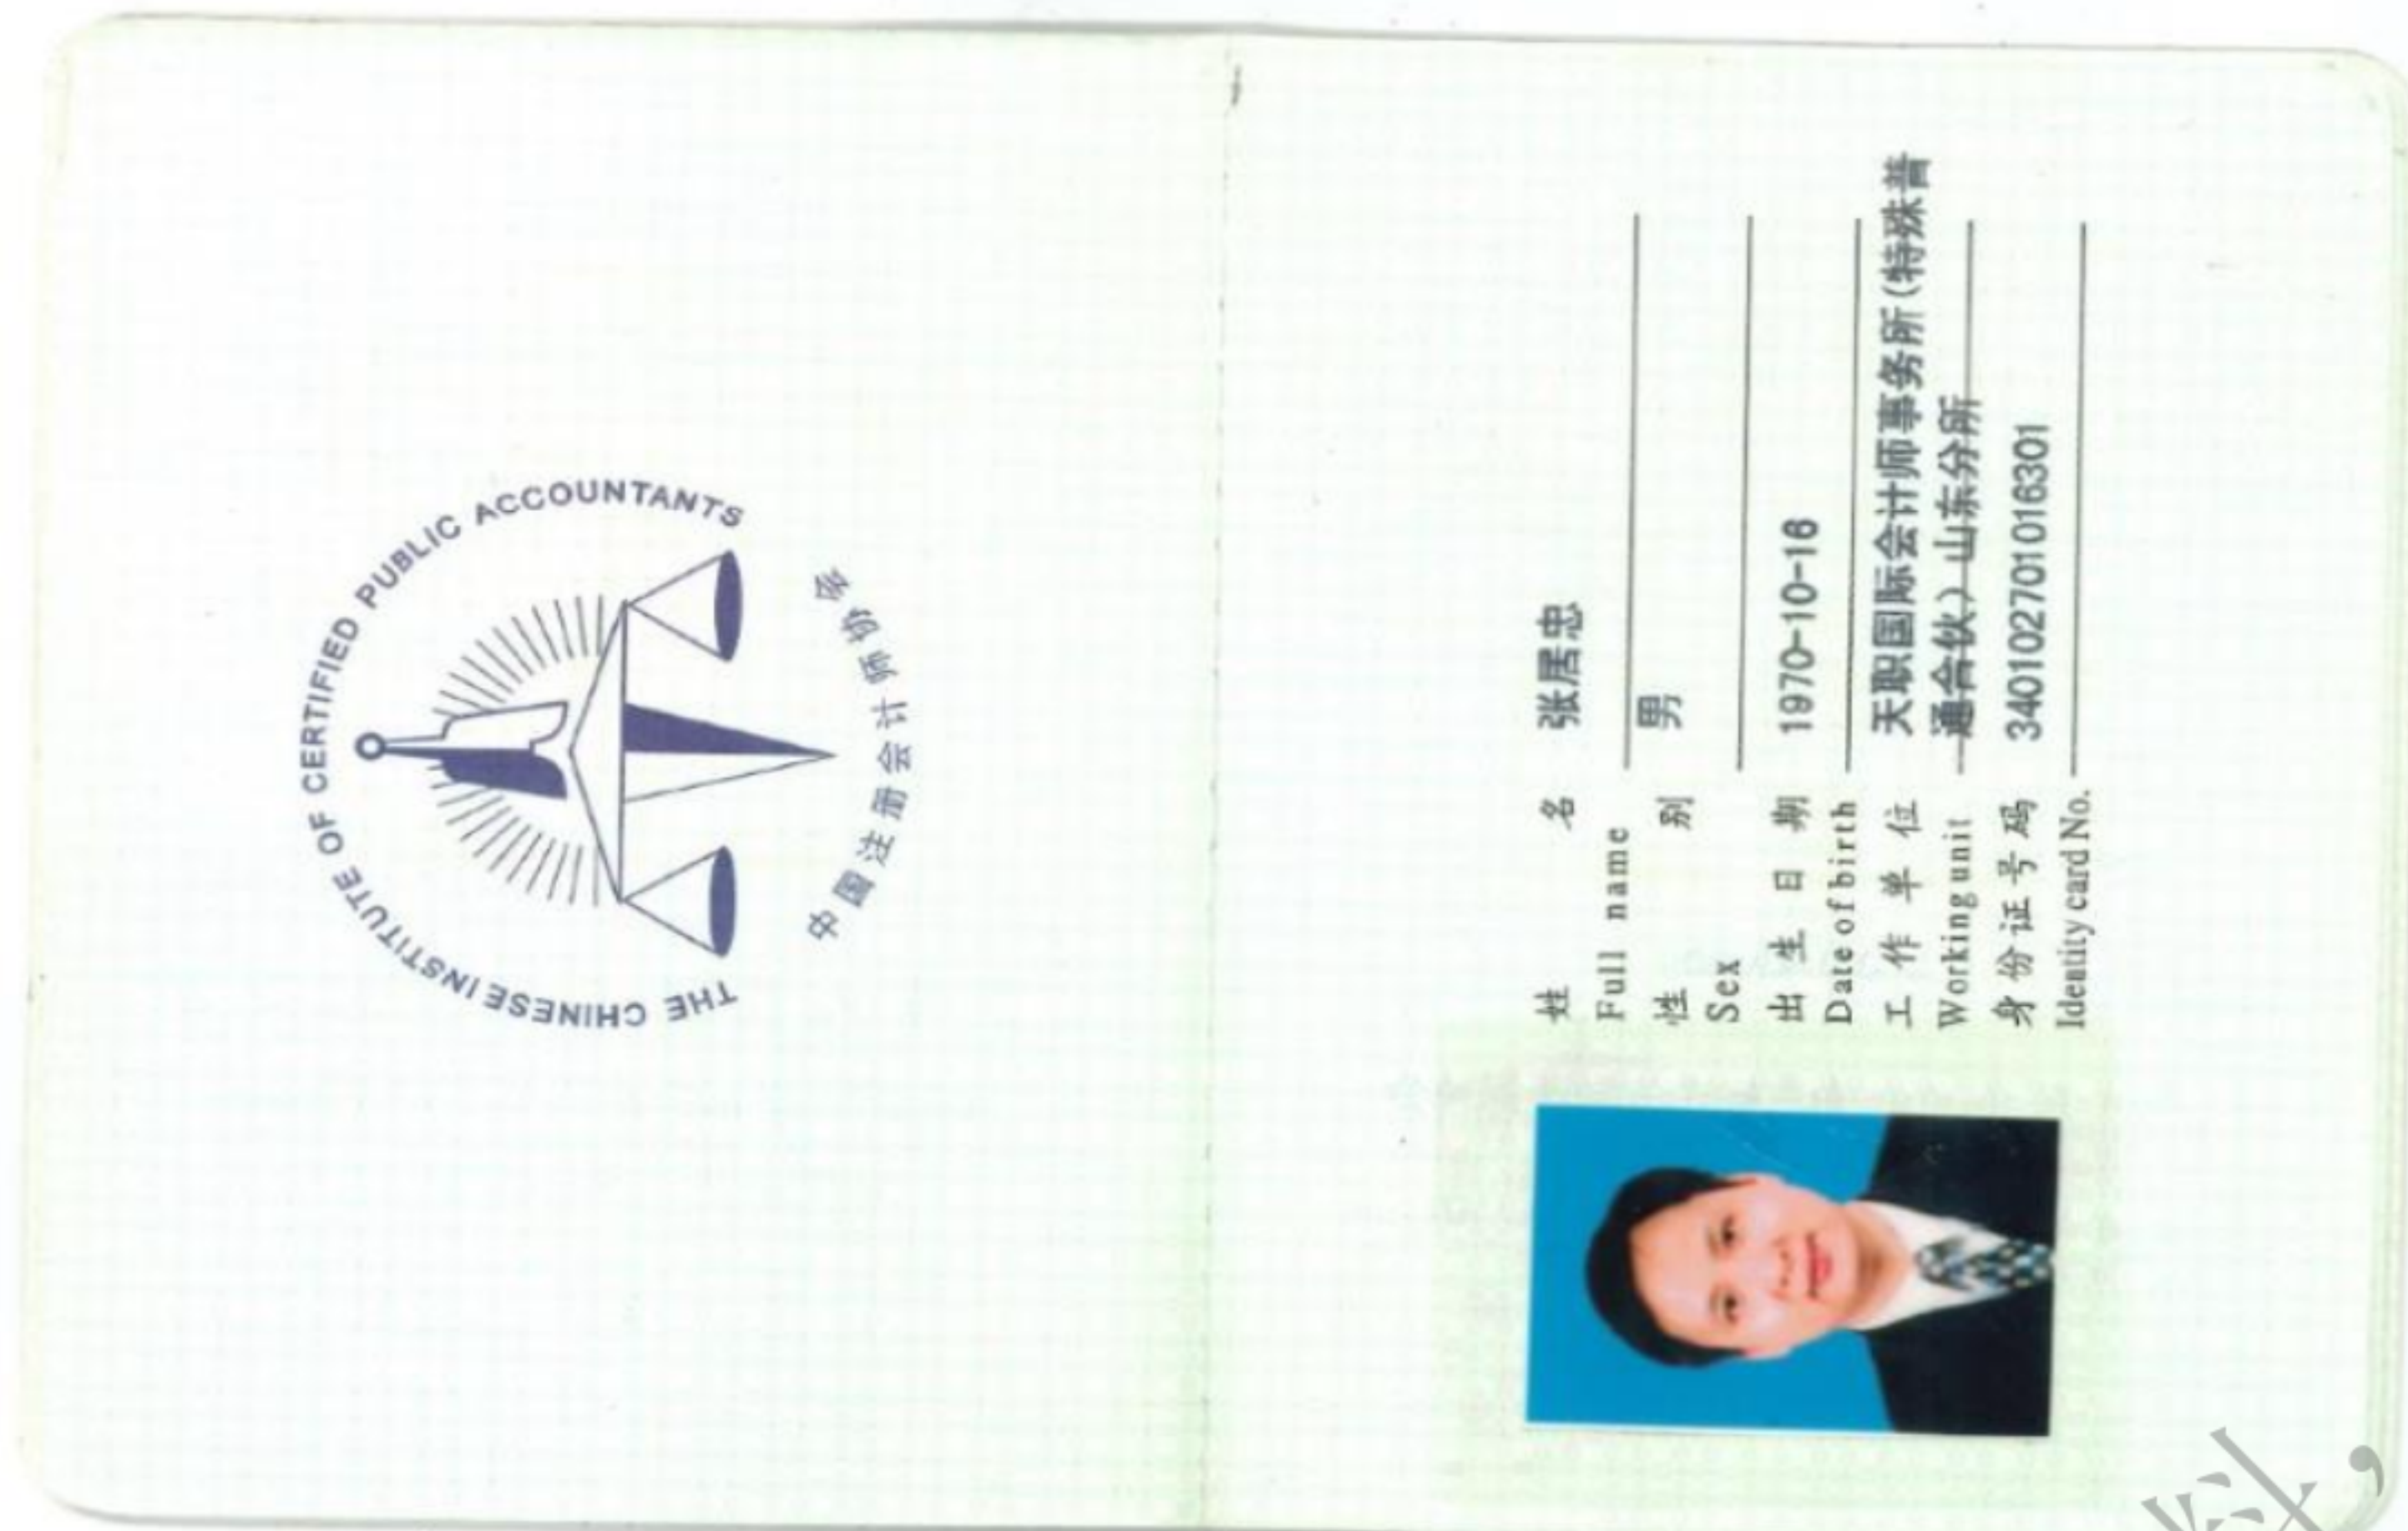 THE CHINESE INSTITUTE OF CERTIFIED PUBLIC ACCOUNTANTS
中国注册会计师协会
姓 名 张居忠
Full name
性 别 男
Sex
出生日期 1970-10-16
Date of birth
工作单位 天职国际会计师事务所(特殊普
Working unit 通合伙)山东分所
身份证号码 340102701016301
Identity card No.